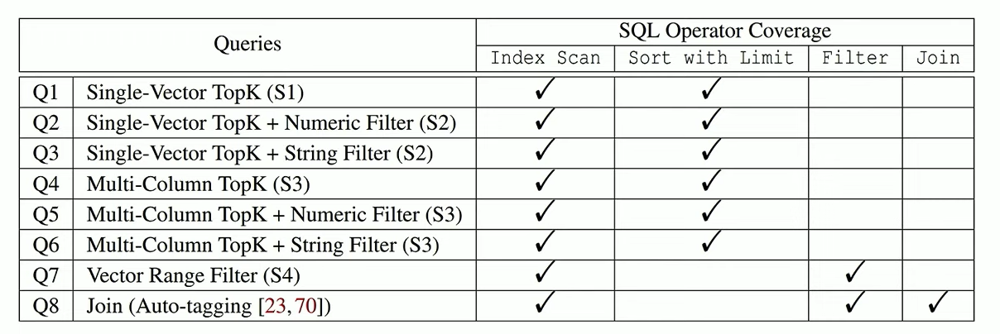 Queries SQL Operator Coverage
Index Scan Sort with Limit Filter Join
Q1 Single-Vector TopK (S1) ✓ ✓
Q2 Single-Vector TopK + Numeric Filter (S2) ✓ ✓
Q3 Single-Vector TopK + String Filter (S2) ✓ ✓
Q4 Multi-Column TopK (S3) ✓ ✓
Q5 Multi-Column TopK + Numeric Filter (S3) ✓ ✓
Q6 Multi-Column TopK + String Filter (S3) ✓ ✓
Q7 Vector Range Filter (S4) ✓ ✓
Q8 Join (Auto-tagging [23, 70]) ✓ ✓ ✓